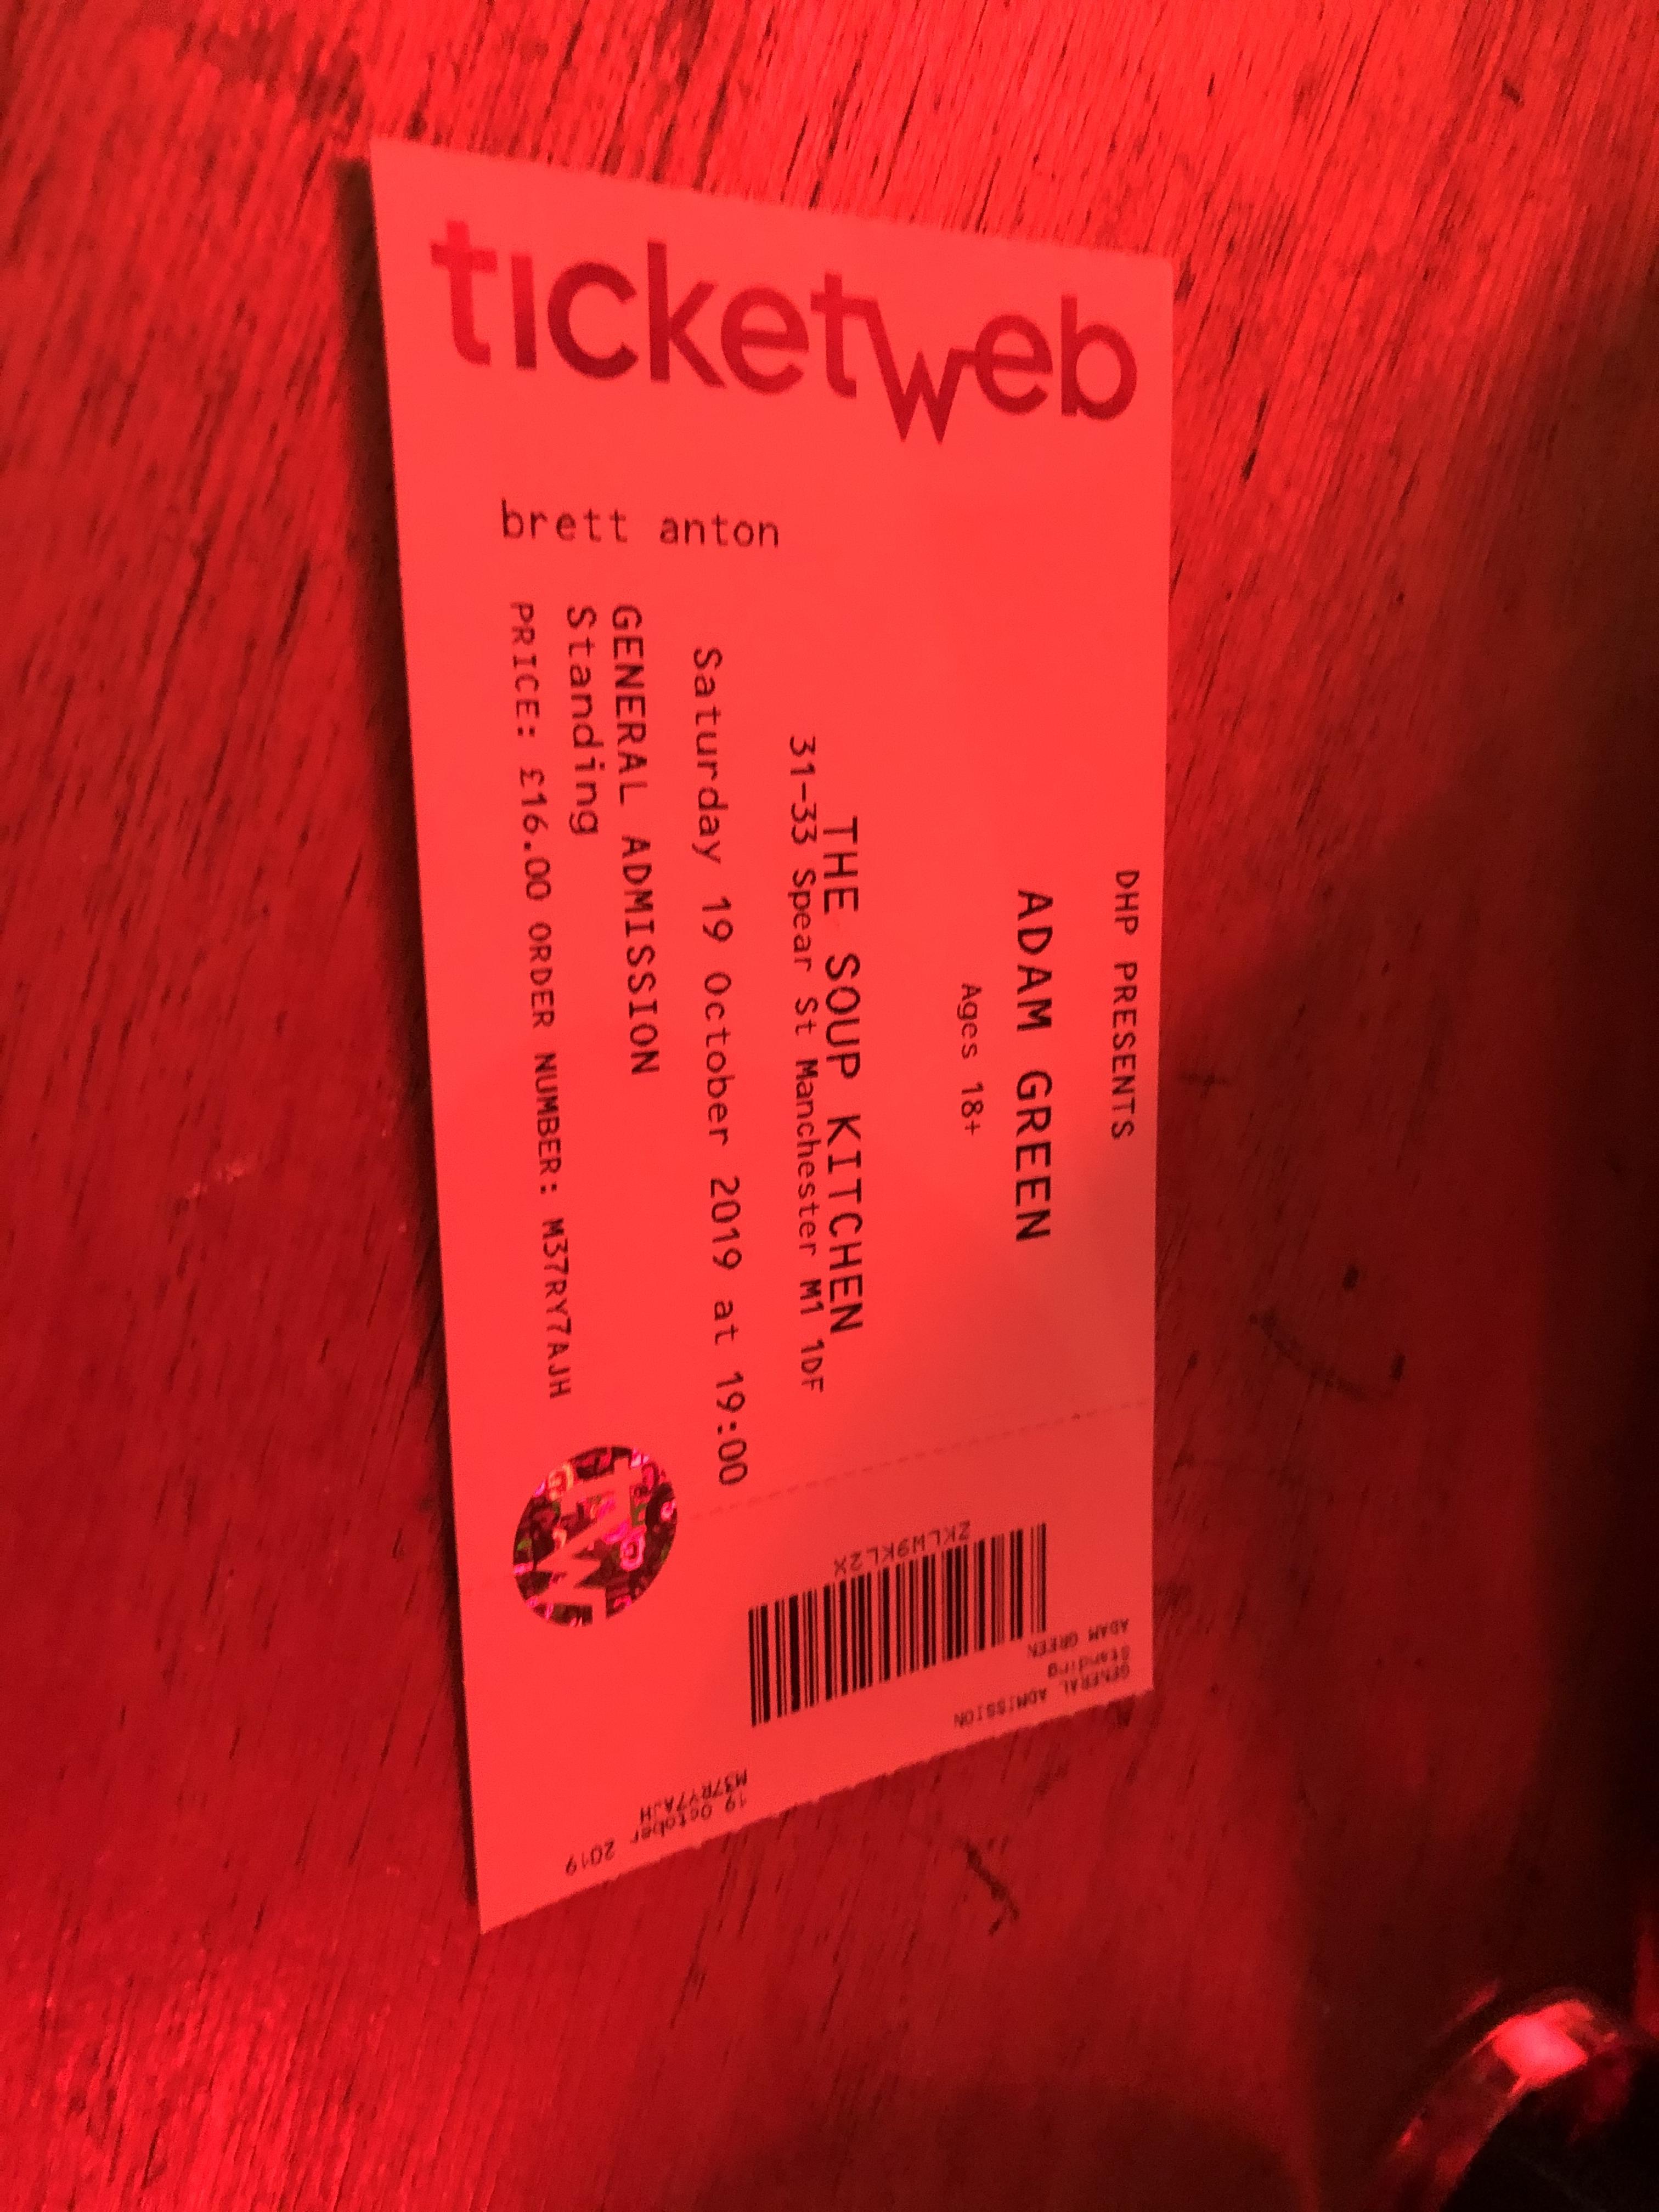 ticketweb
brett anton
DHP PRESENTS
ADAM GREEN
Ages 18+
THE SOUP KITCHEN
31-33 Spear St Manchester M1 1DF
Saturday 19 October 2019 at 19:00
GENERAL ADMISSION
Standing
PRICE: £16.00 ORDER NUMBER: M37RY7AJH
TW
ZKLW9KL2X
ADAM GREEN
Standing
GENERAL ADMISSION
M37RY7AJH
19 October 2019